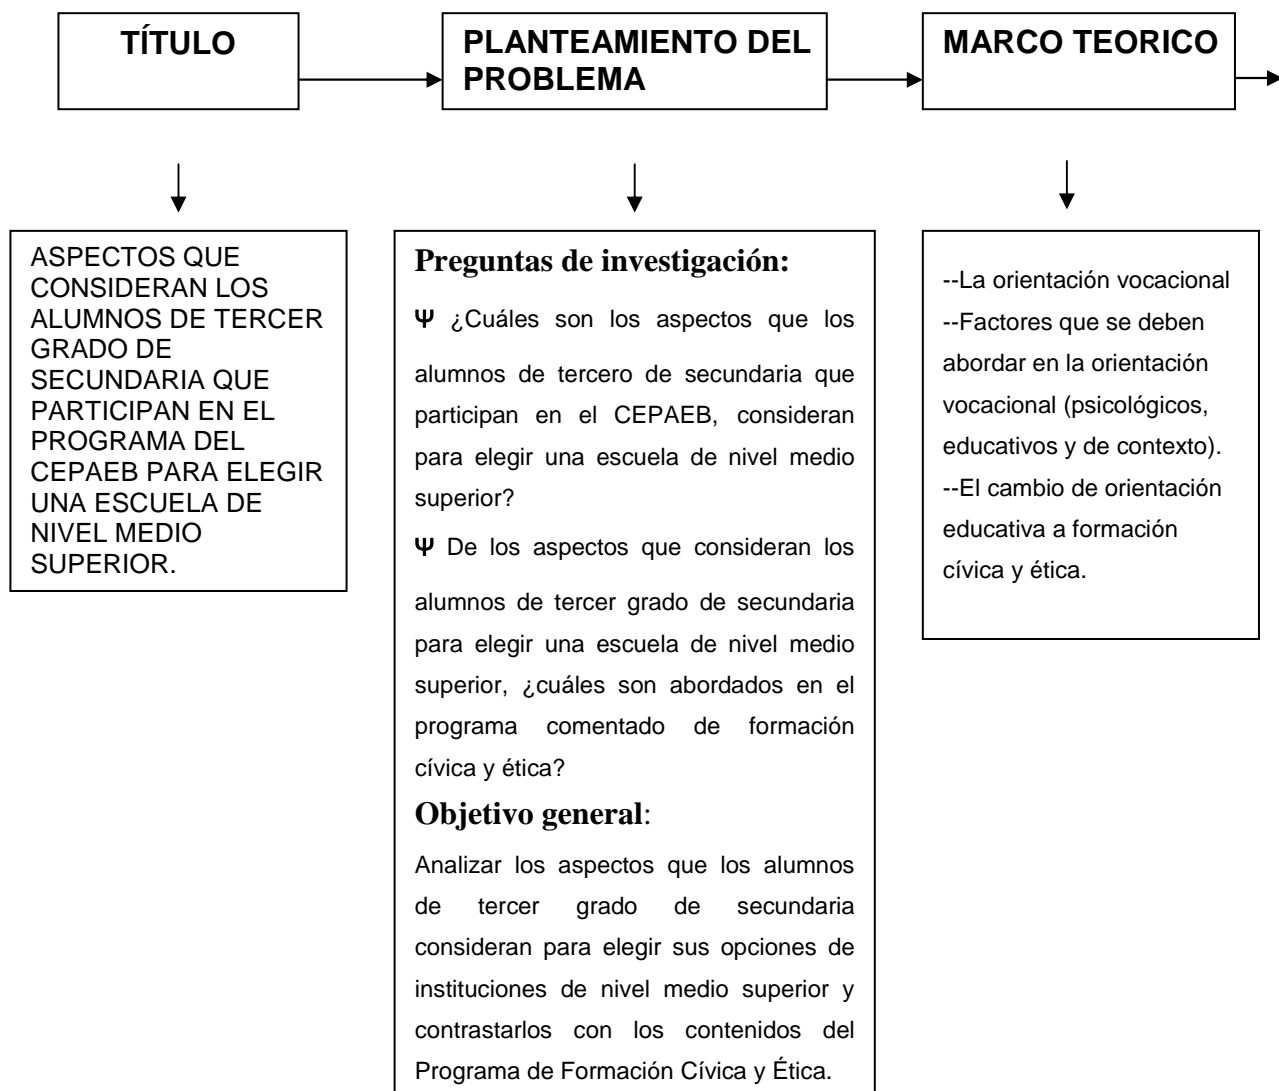 TÍTULO
PLANTEAMIENTO DEL
PROBLEMA
MARCO TEORICO
ASPECTOS QUE
CONSIDERAN LOS
ALUMNOS DE TERCER
GRADO DE
SECUNDARIA QUE
PARTICIPAN EN EL
PROGRAMA DEL
CEPAEB PARA ELEGIR
UNA ESCUELA DE
NIVEL MEDIO
SUPERIOR.
Preguntas de investigación:
Ψ ¿Cuáles son los aspectos que los
alumnos de tercero de secundaria que
participan en el CEPAEB, consideran
para elegir una escuela de nivel medio
superior?
Ψ De los aspectos que consideran los
alumnos de tercer grado de secundaria
para elegir una escuela de nivel medio
superior, ¿cuáles son abordados en el
programa comentado de formación
cívica y ética?
Objetivo general:
Analizar los aspectos que los alumnos
de tercer grado de secundaria
consideran para elegir sus opciones de
instituciones de nivel medio superior y
contrastarlos con los contenidos del
Programa de Formación Cívica y Ética.
--La orientación vocacional
--Factores que se deben
abordar en la orientación
vocacional (psicológicos,
educativos y de contexto).
--El cambio de orientación
educativa a formación
cívica y ética.